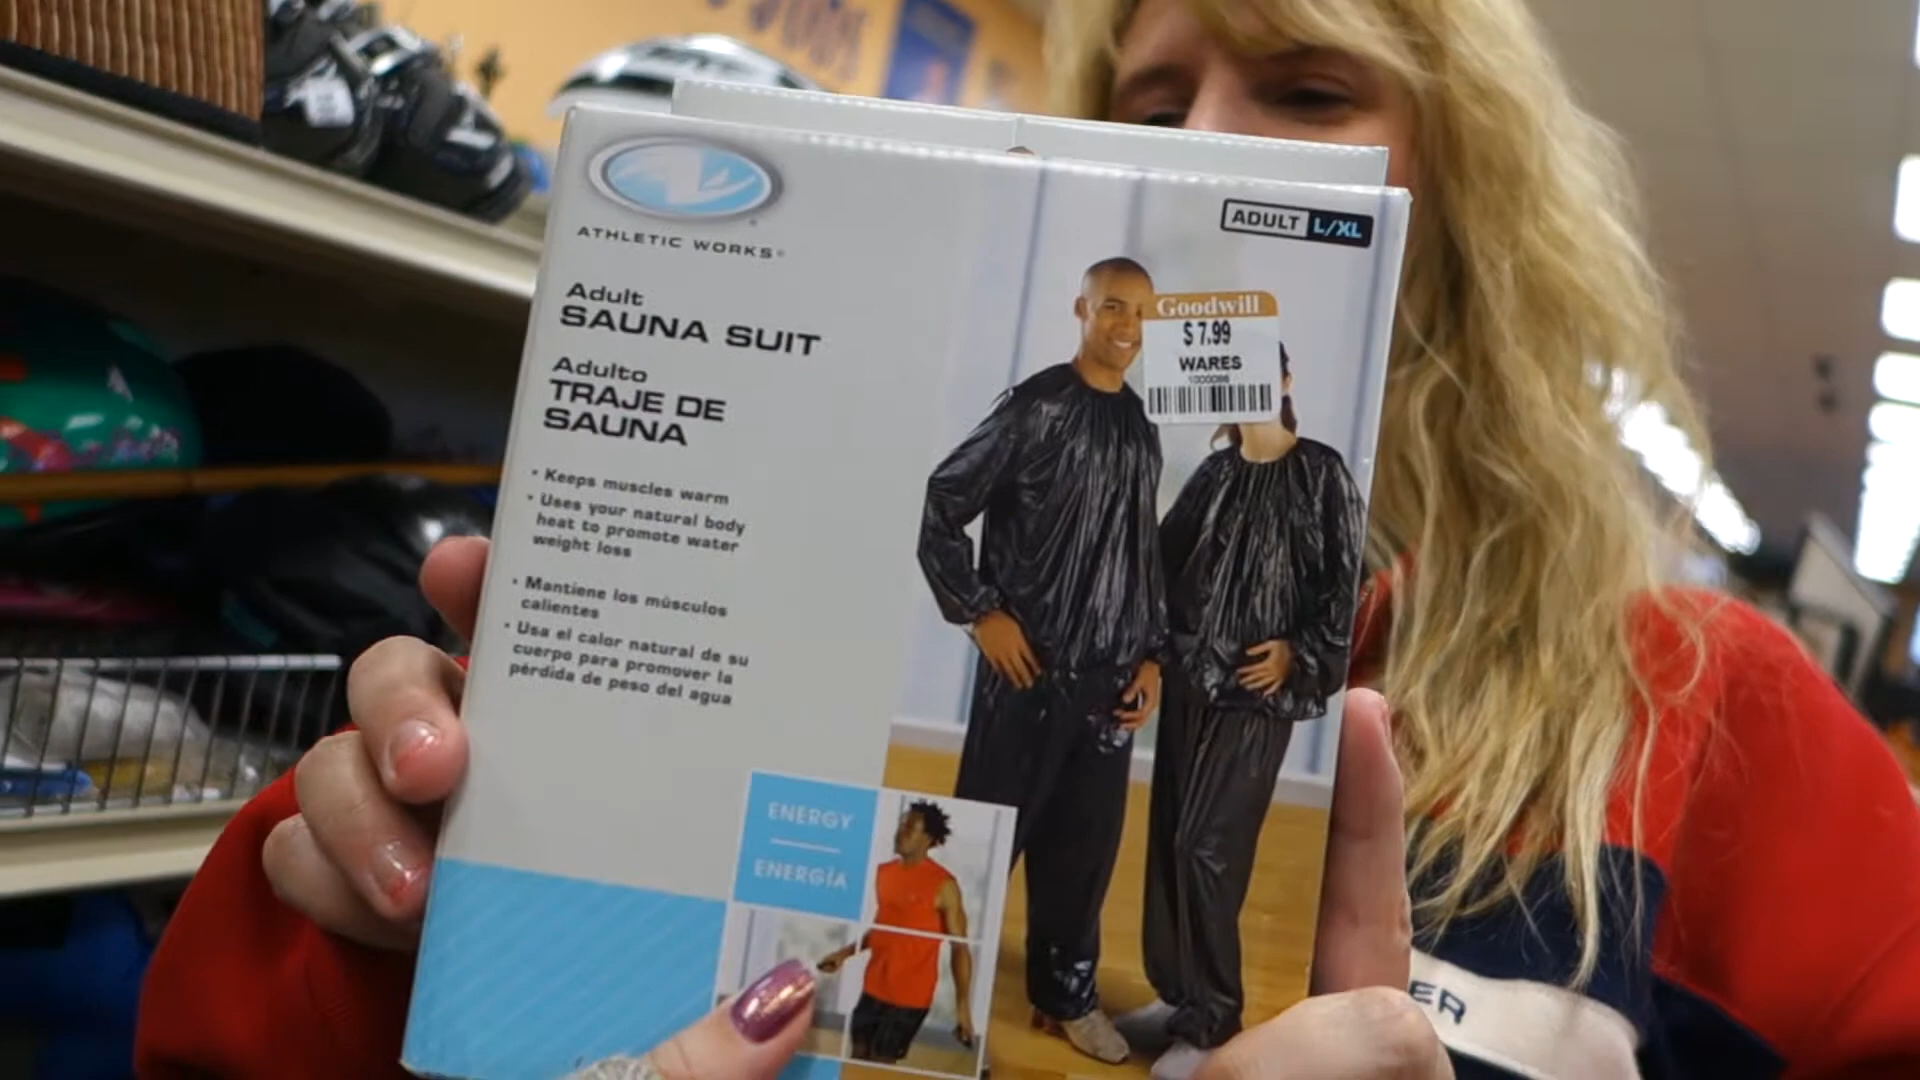 ATHLETIC WORKS®
ADULT L/XL
Adult
SAUNA SUIT
Adulto
TRAJE DE
SAUNA
• Keeps muscles warm
• Uses your natural body
heat to promote water
weight loss
• Mantiene los músculos
calientes
• Usa el calor natural de su
cuerpo para promover la
pérdida de peso del agua
Goodwill
$ 7.99
WARES
ENERGY
ENERGÍA
ER